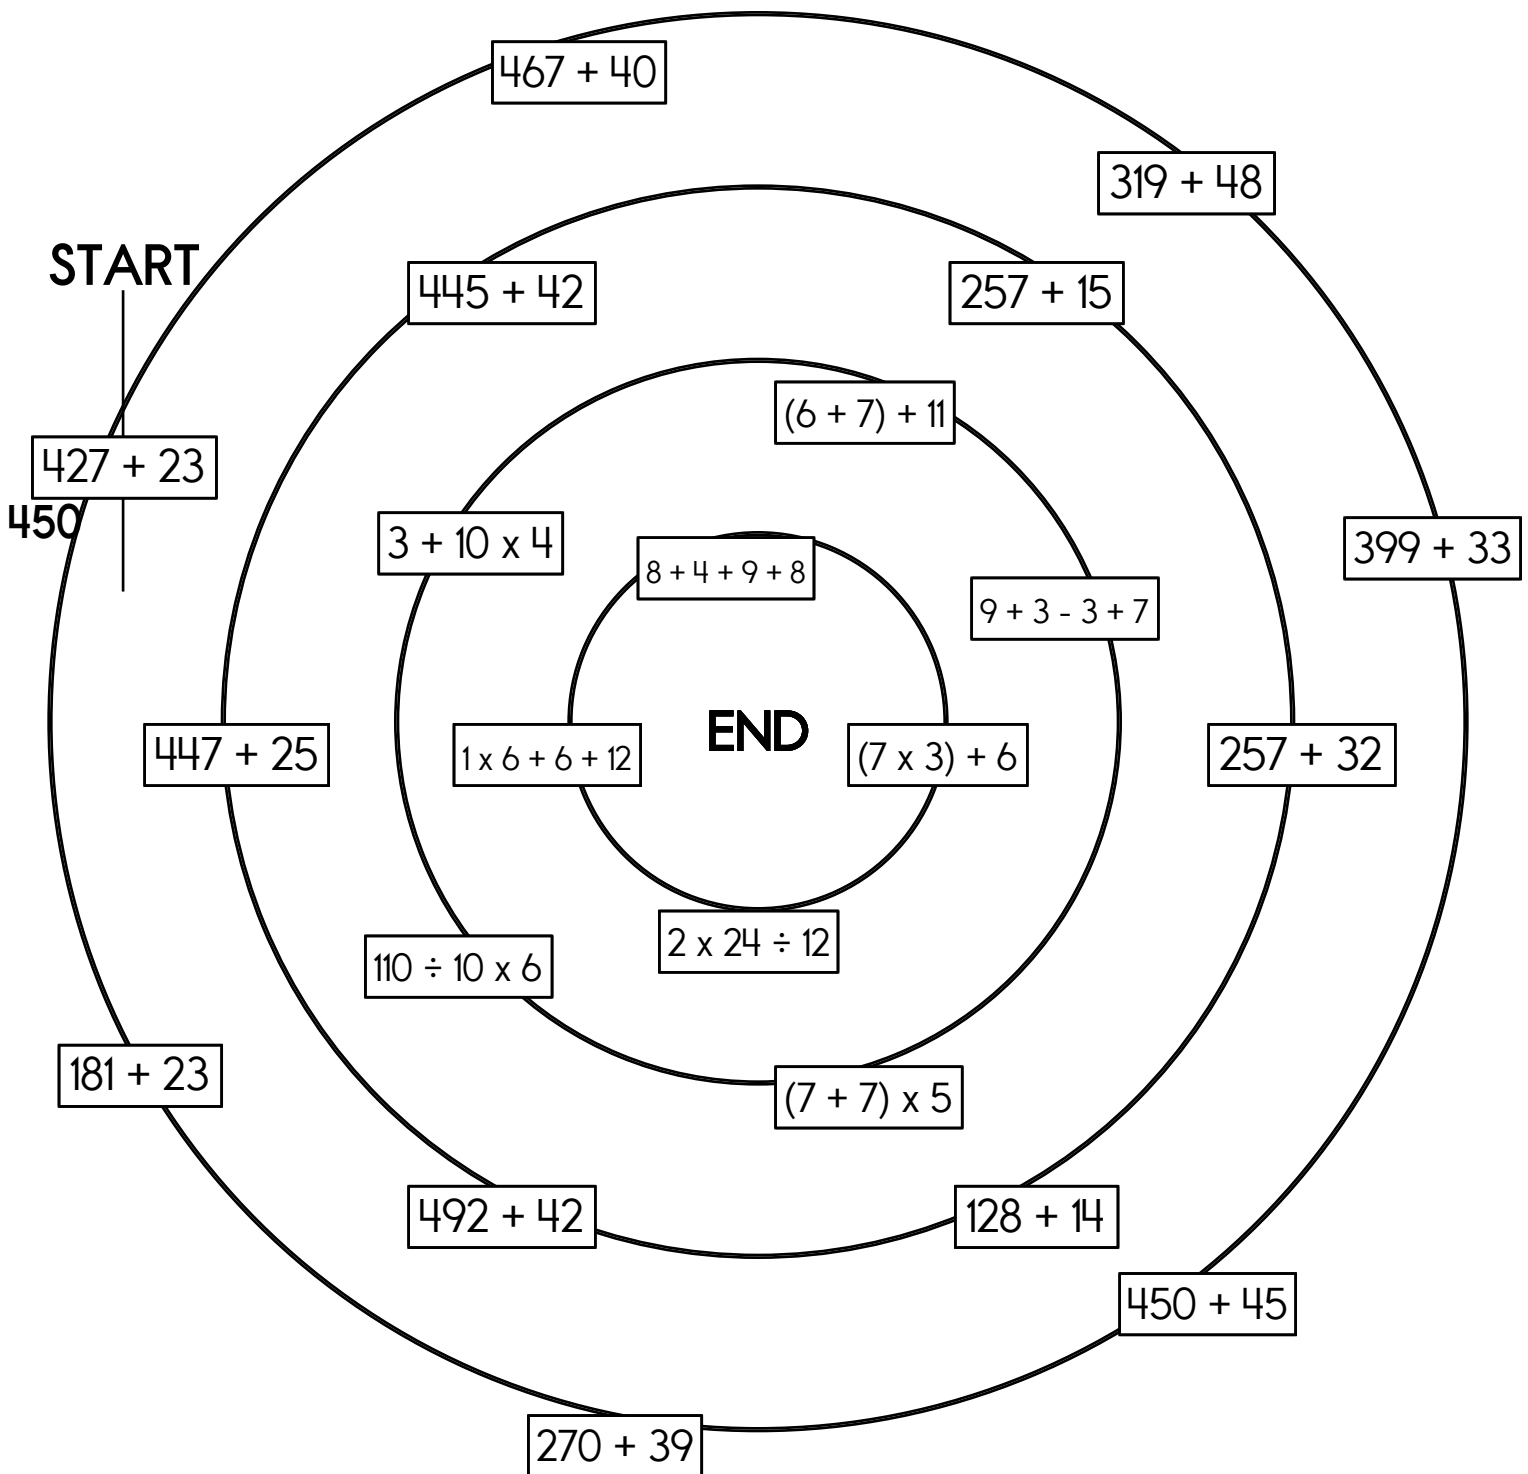 467 + 40
319 + 48
START
445 + 42
257 + 15
(6 + 7) + 11
427 + 23
450
3 + 10 x 4
399 + 33
8 + 4 + 9 + 8
9 + 3 - 3 + 7
END
447 + 25
1 x 6 + 6 + 12
(7 x 3) + 6
257 + 32
2 x 24 ÷ 12
110 ÷ 10 x 6
181 + 23
(7 + 7) x 5
492 + 42
128 + 14
450 + 45
270 + 39